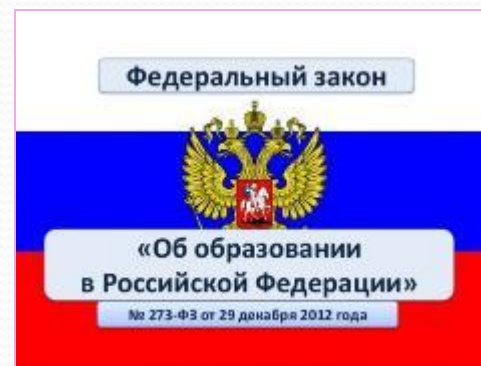 Федеральный закон
«Об образовании
в Российской Федерации»
№ 273-ФЗ от 29 декабря 2012 года